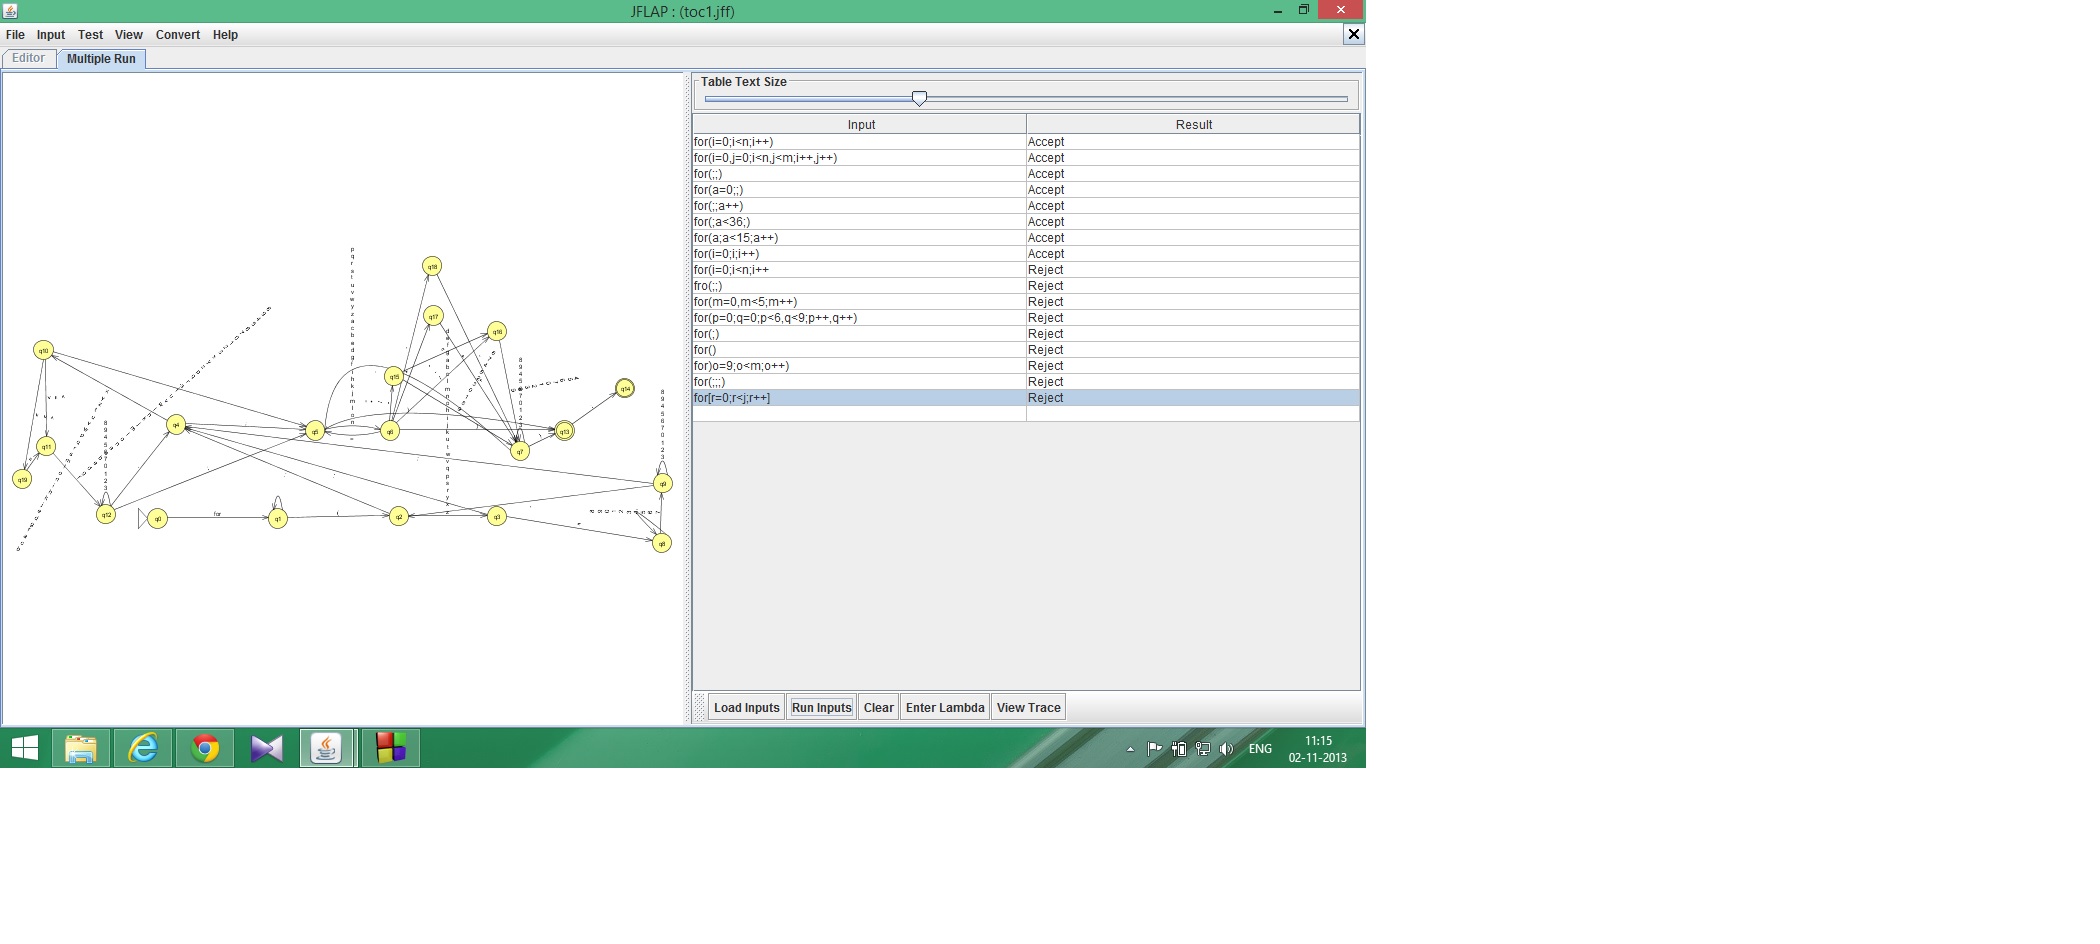 JFLAP : (toc1.jff)
File Input Test View Convert Help
Editor Multiple Run
Table Text Size
Input Result
for(i=0;i<n;i++) Accept
for(i=0,j=0;i<n,j<m;i++,j++) Accept
for(;;) Accept
for(a=0;;) Accept
for(;;a++) Accept
for(;a<36;) Accept
for(a;a<15;a++) Accept
for(i=0;i;i++) Accept
for(i=0;i<n;i++ Reject
fro(;;) Reject
for(m=0,m<5;m++) Reject
for(p=0;q=0;p<6,q<9;p++,q++) Reject
for(;) Reject
for() Reject
for)o=9;o<m;o++) Reject
for(;;;) Reject
for[r=0;r<j;r++] Reject
q18
q17
q16
q10
q15
q14
q4
q5
q6
q13
q11
q7
q19
q9
q12
q0
for
q1
(
q2
q3
q8
Load Inputs Run Inputs Clear Enter Lambda View Trace
ENG
11:15
02-11-2013